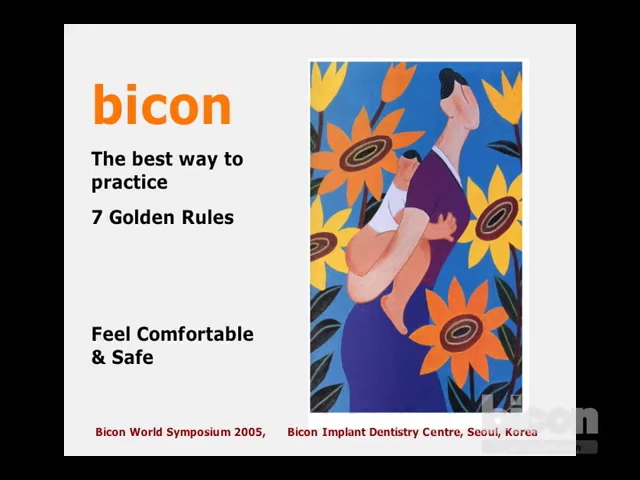 bicon
The best way to
practice
7 Golden Rules
Feel Comfortable
& Safe
Bicon World Symposium 2005, Bicon Implant Dentistry Centre, Seoul, Korea
bicon